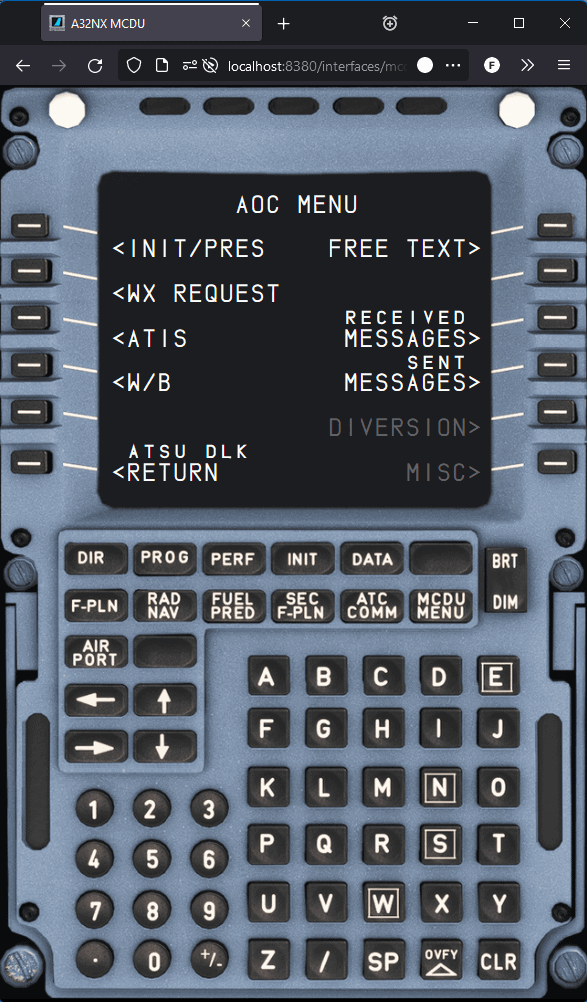 A32NX MCDU
localhost:8380/interfaces/mc
F
AOC MENU
<INIT/PRES FREE TEXT>
<WX REQUEST
RECEIVED
<ATIS MESSAGES>
SENT
<W/B MESSAGES>
DIVERSION>
ATSU DLK
<RETURN MISC>
DIR PROG PERF INIT DATA BRT
F-PLN RAD NAV FUEL PRED SEC F-PLN ATC COMM MCDU MENU DIM
AIR PORT
A B C D E
F G H I J
K L M N O
1 2 3
P Q R S T
4 5 6
U V W X Y
7 8 9
Z / SP OVFY CLR
. 0 +/-